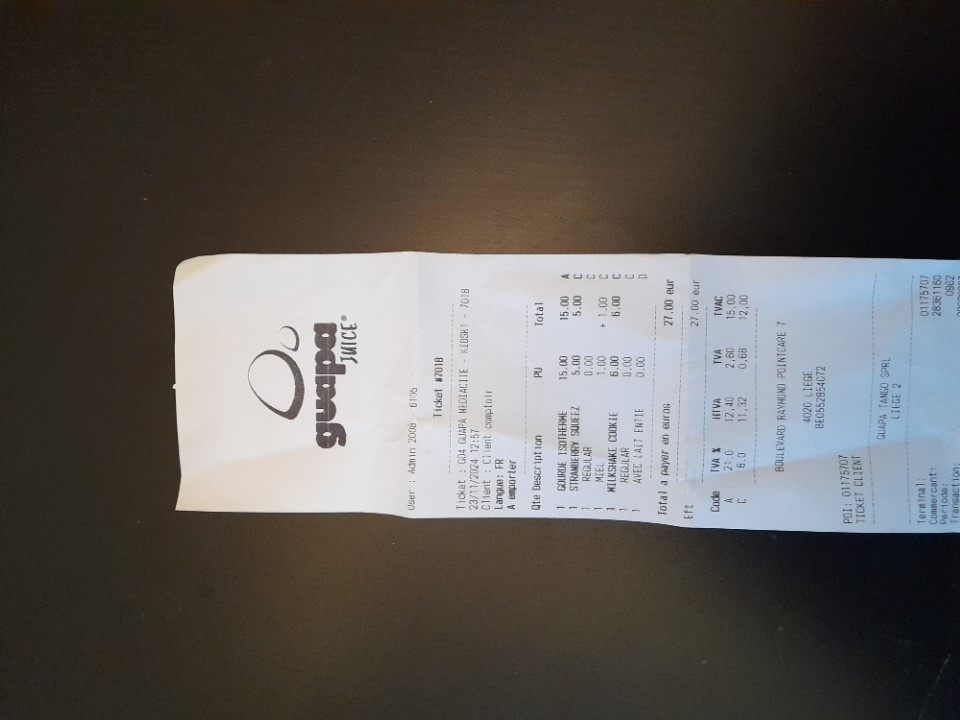 guapa
JUICE®
User : Admin 2008 - 6105
Ticket #7018
Ticket : G04 GUAPA MEDIACITE - KIOSK1 - 7018
23/11/2024 12:57
Client : Client comptoir
Langue: FR
A emporter
Qte Description PU Total
1 GOURDE ISOTHERME 15.00 15.00 A
1 STRAWBERRY SQUEEZ 5.00 5.00 C
1 REGULAR 0.00 C
1 MIEL 1.00 + 1.00 C
1 MILKSHAKE COOKIE 6.00 6.00 C
1 REGULAR 0.00 C
1 AVEC LAIT ENTIE 0.00 D
Total a payer en euros 27.00 eur
Eft 27.00 eur
Code TVA % HTVA TVA TVAC
A 21.0 12,40 2,60 15,00
C 6.0 11,32 0,68 12,00
BOULEVARD RAYMOND POINTCARE 7
4020 LIEGE
BE0552854072
POI: 01175707
TICKET CLIENT
GUAPA TANGO SPRL
LIEGE 2
Terminal: 01175707
Commercant: 28361160
Periode: 0962
Transaction: